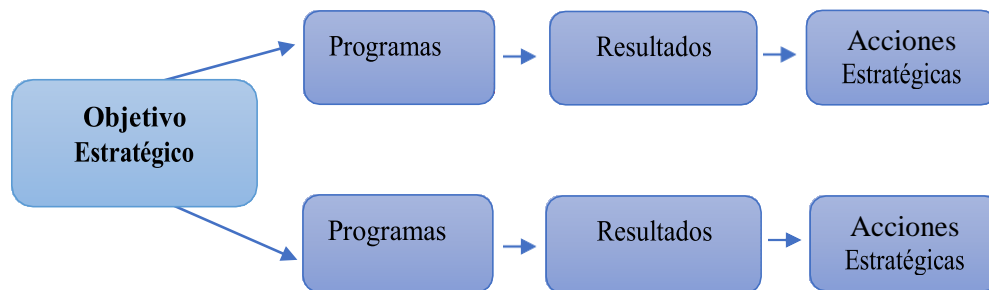 Programas
Resultados
Acciones
Estratégicas
Objetivo
Estratégico
Programas
Resultados
Acciones
Estratégicas